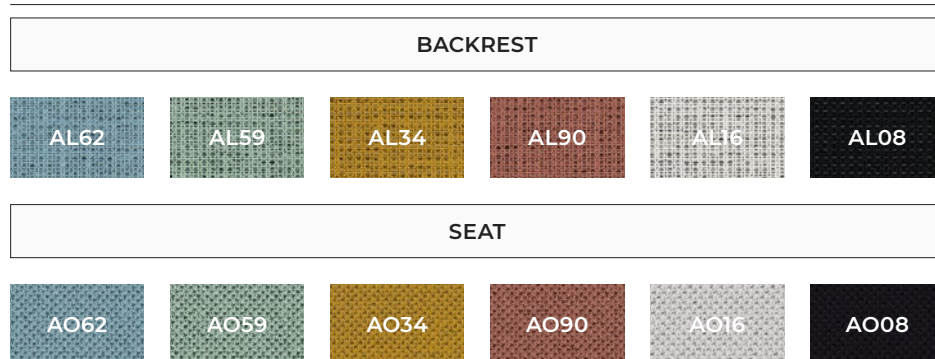 BACKREST
AL62 AL59 AL34 AL90 AL16 AL08
SEAT
AO62 AO59 AO34 AO90 AO16 AO08